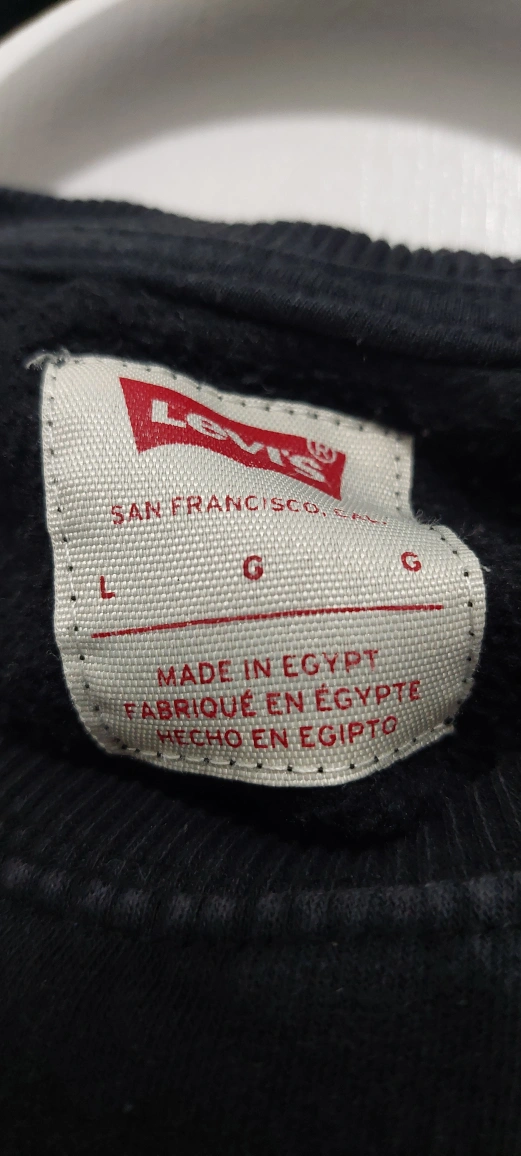 Levi's®
SAN FRANCISCO, CAL.
L G G
MADE IN EGYPT
FABRIQUÉ EN ÉGYPTE
HECHO EN EGIPTO